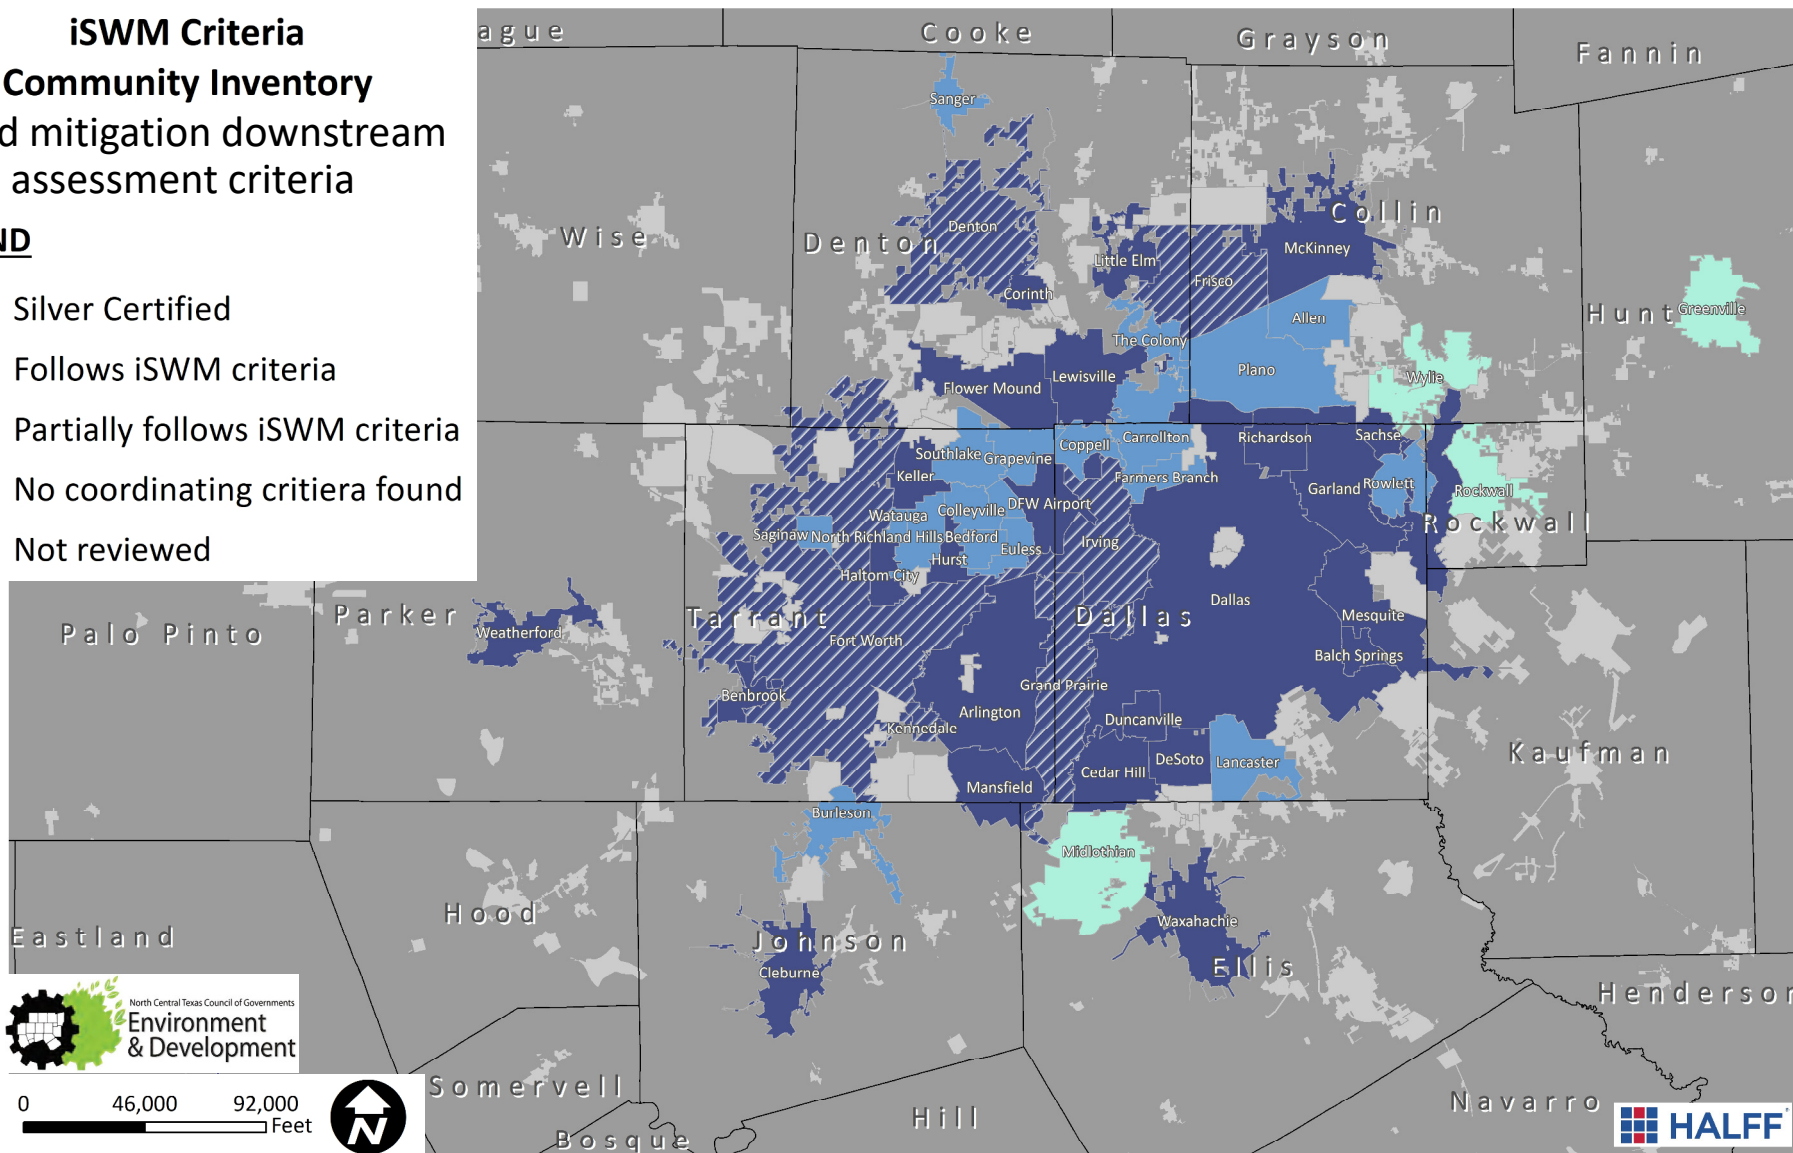 iSWM Criteria
Community Inventory
d mitigation downstream
assessment criteria
ND
Silver Certified
Follows iSWM criteria
Partially follows iSWM criteria
No coordinating critiera found
Not reviewed
ague
Cooke
Grayson
Fannin
Sanger
Wise
Denton
Denton
Little Elm
Corinth
Frisco
McKinney
Collin
Hunt
Greenville
Allen
The Colony
Plano
Wylie
Flower Mound
Lewisville
Southlake
Grapevine
Coppell
Carrollton
Richardson
Sachse
Keller
Farmers Branch
Garland
Rowlett
Rockwall
Rockwall
Watauga
Colleyville
DFW Airport
Saginaw
North Richland Hills
Bedford
Hurst
Euless
Irving
Haltom City
Palo Pinto
Parker
Weatherford
Tarrant
Fort Worth
Dallas
Dallas
Mesquite
Balch Springs
Benbrook
Grand Prairie
Arlington
Kennedale
Duncanville
Mansfield
Cedar Hill
DeSoto
Lancaster
Kaufman
Burleson
Midlothian
Hood
Johnson
Cleburne
Waxahachie
Ellis
Eastland
Henderson
North Central Texas Council of Governments
Environment
& Development
0 46,000 92,000
Feet
N
Somervell
Bosque
Hill
Navarro
HALFF